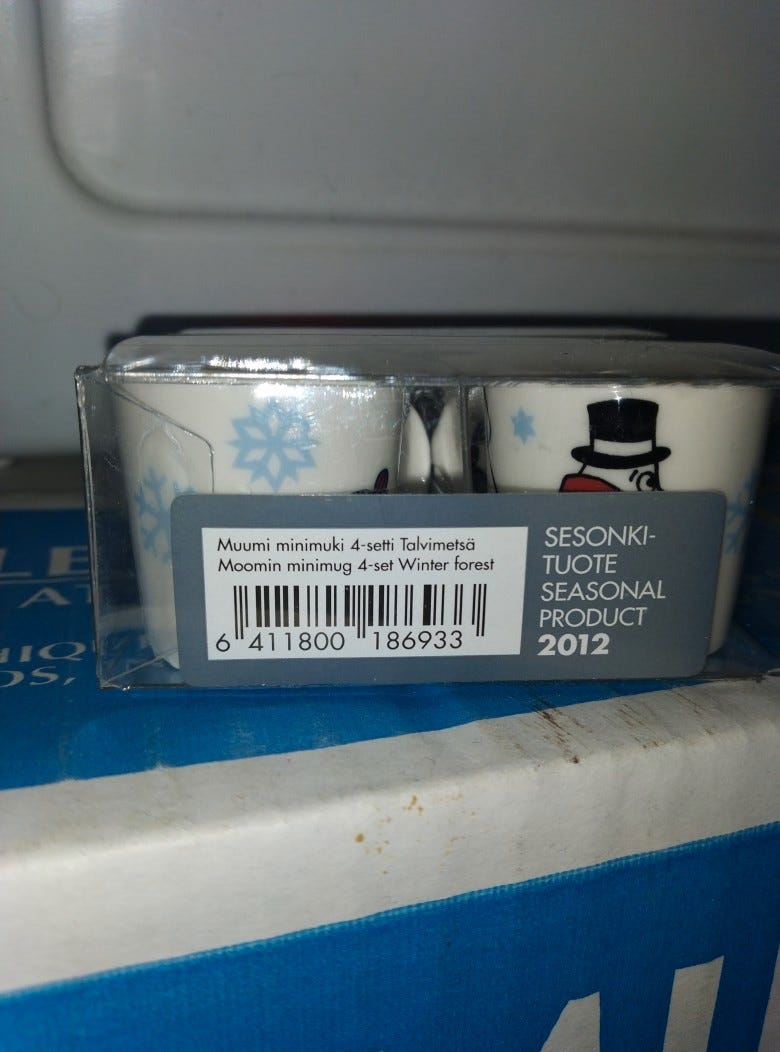 Muumi minimuki 4-setti Talvimetsä
Moomin minimug 4-set Winter forest
6 411800 186933
SESONKI-
TUOTE
SEASONAL
PRODUCT
2012